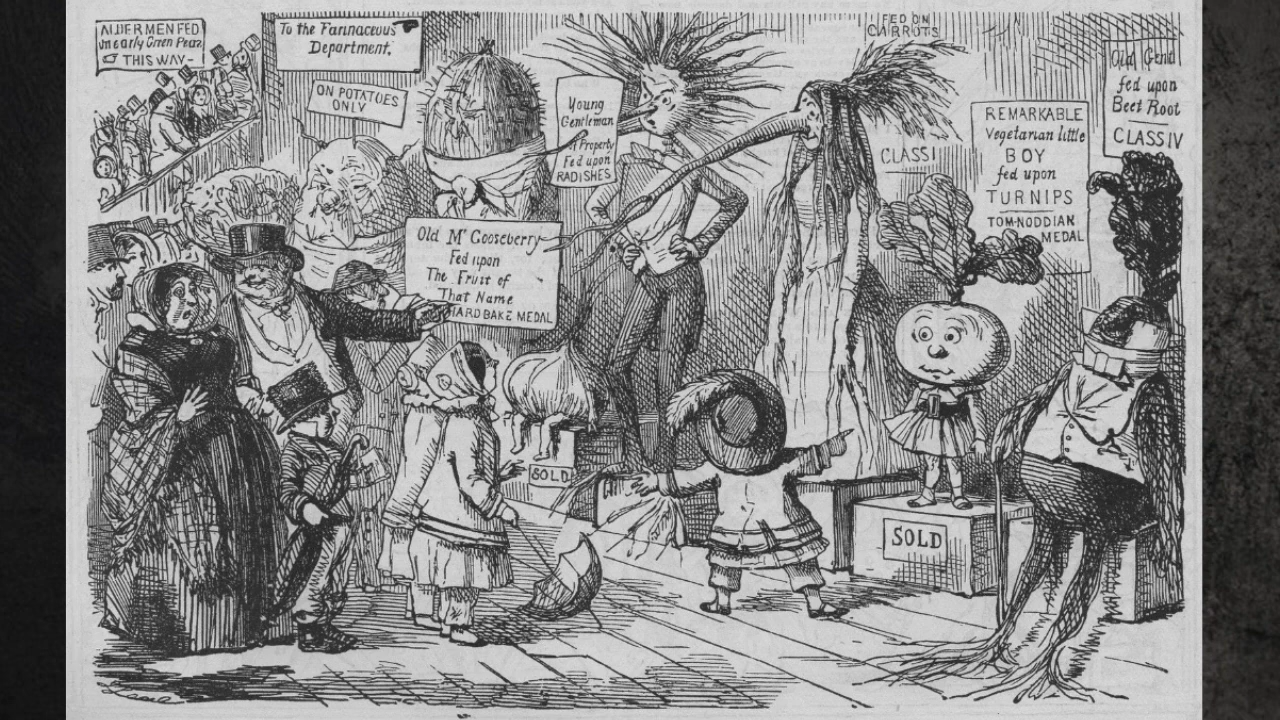 ALDERMEN FED
on early Green Peas
THIS WAY-
To the Farinaceous
Department.
ON POTATOES
ONLY
Young
Gentleman
of Property
Fed upon
RADISHES
Old Mr Gooseberry
Fed upon
The Fruit of
That Name
HARDBAKE MEDAL
SOLD
FED ON
CARROTS
CLASS I
REMARKABLE
Vegetarian little
BOY
fed upon
TURNIPS
TOM-NODDIAN
MEDAL
SOLD
Old Gent
fed upon
Beet Root
CLASS IV